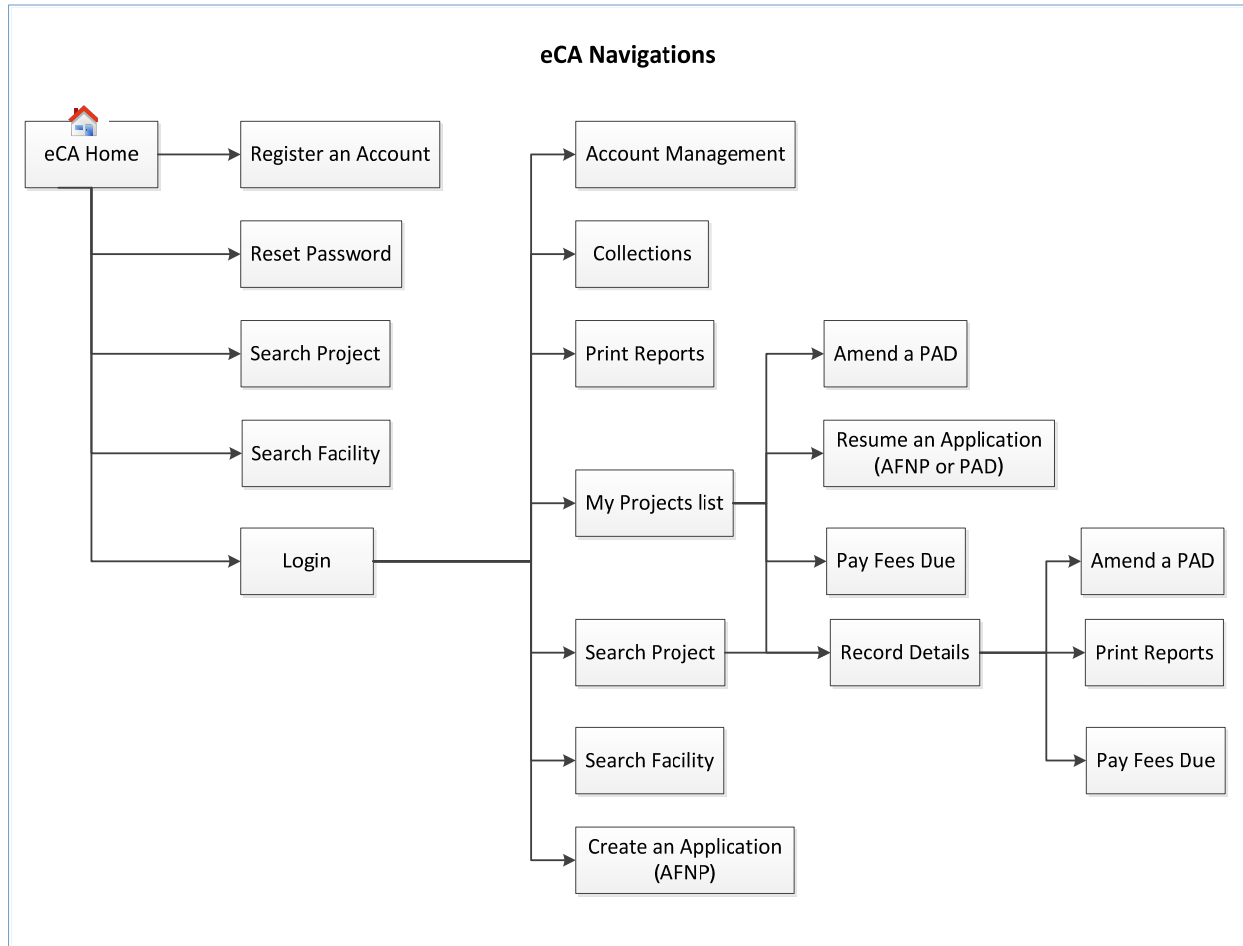 eCA Navigations
eCA Home
Register an Account
Account Management
Reset Password
Collections
Search Project
Print Reports
Amend a PAD
Search Facility
Resume an Application
(AFNP or PAD)
My Projects list
Login
Pay Fees Due
Amend a PAD
Search Project
Record Details
Print Reports
Search Facility
Pay Fees Due
Create an Application
(AFNP)